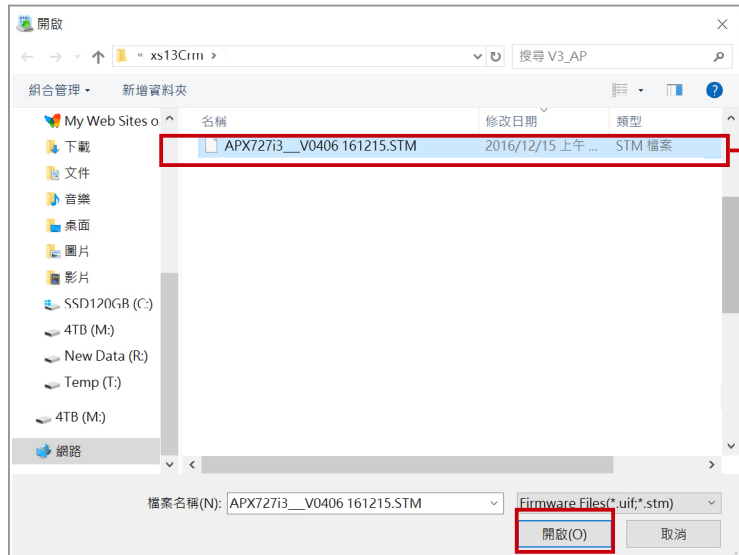 開啟
« xs13Crm >
搜尋 V3_AP
組合管理
新增資料夾
名稱 修改日期 類型
My Web Sites o
APX727i3__V0406 161215.STM 2016/12/15 上午 ... STM 檔案
下載
文件
音樂
桌面
圖片
影片
SSD120GB (C:)
4TB (M:)
New Data (R:)
Temp (T:)
4TB (M:)
網路
檔案名稱(N): APX727i3__V0406 161215.STM Firmware Files(*.uif;*.stm)
開啟(O) 取消